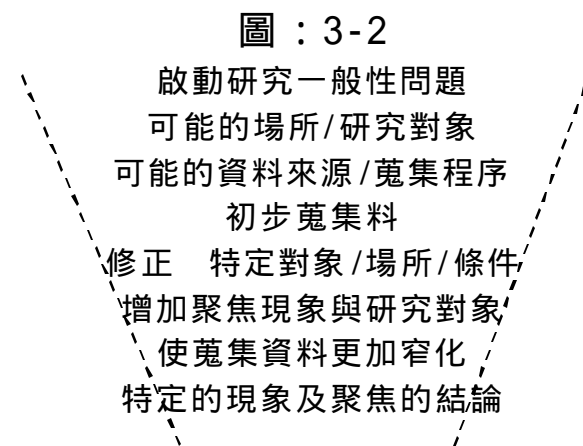 圖：3-2
啟動研究一般性問題
可能的場所/研究對象
可能的資料來源/蒐集程序
初步蒐集料
修正　特定對象/場所/條件
增加聚焦現象與研究對象
使蒐集資料更加窄化
特定的現象及聚焦的結論